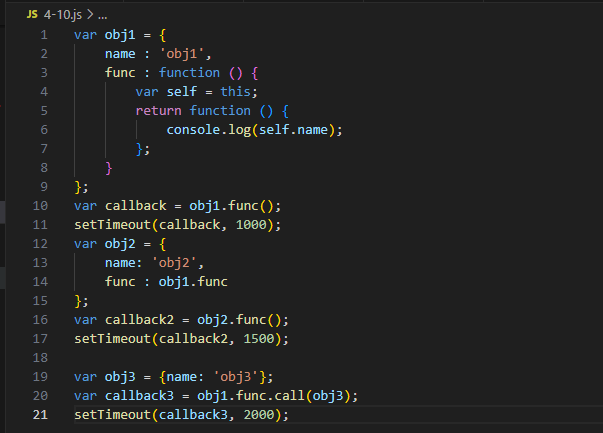 JS 4-10.js > ...
1 var obj1 = {
2     name : 'obj1',
3     func : function () {
4         var self = this;
5         return function () {
6             console.log(self.name);
7         };
8     }
9 };
10 var callback = obj1.func();
11 setTimeout(callback, 1000);
12 var obj2 = {
13     name: 'obj2',
14     func : obj1.func
15 };
16 var callback2 = obj2.func();
17 setTimeout(callback2, 1500);
18
19 var obj3 = {name: 'obj3'};
20 var callback3 = obj1.func.call(obj3);
21 setTimeout(callback3, 2000);